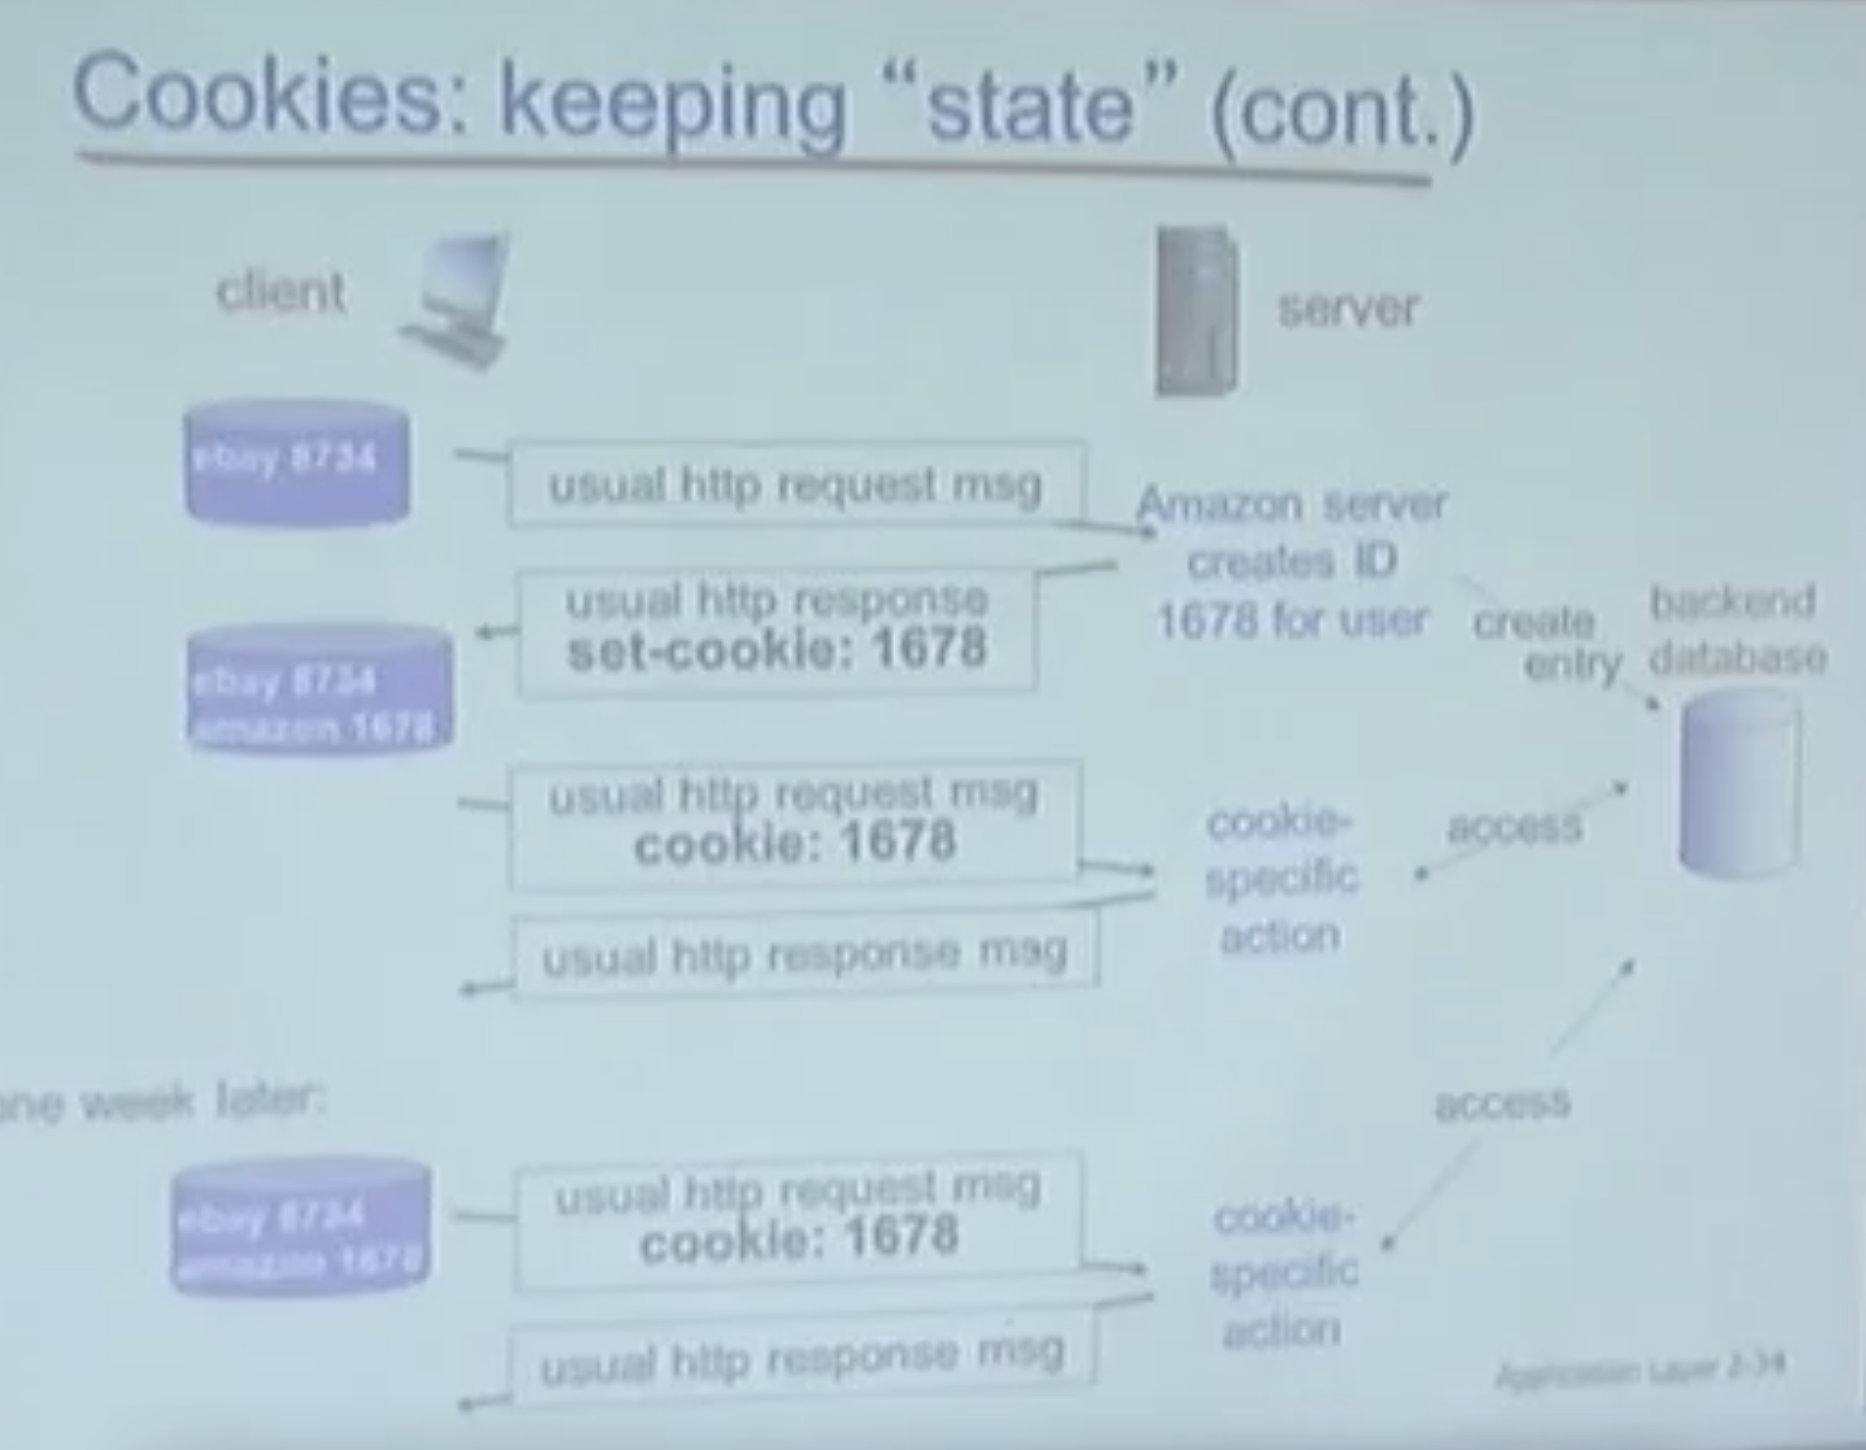 Cookies: keeping “state” (cont.)
client
server
ebay 8734
usual http request msg
Amazon server
creates ID
1678 for user
usual http response
set-cookie: 1678
create
entry
backend
database
ebay 8734
amazon 1678
usual http request msg
cookie: 1678
cookie-
specific
action
access
usual http response msg
one week later:
access
ebay 8734
amazon 1678
usual http request msg
cookie: 1678
cookie-
specific
action
usual http response msg
Application Layer 2-34